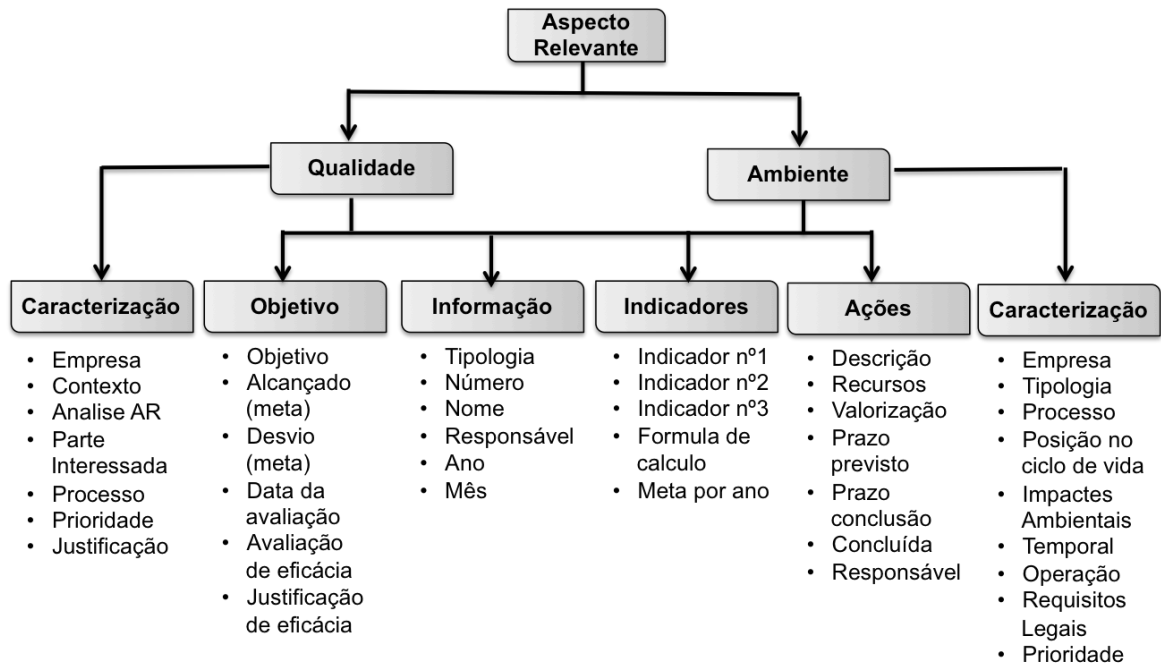 Aspecto
Relevante
Qualidade
Ambiente
Caracterização
• Empresa
• Contexto
• Analise AR
• Parte
Interessada
• Processo
• Prioridade
• Justificação
Objetivo
• Objetivo
• Alcançado
(meta)
• Desvio
(meta)
• Data da
avaliação
• Avaliação
de eficácia
• Justificação
de eficácia
Informação
• Tipologia
• Número
• Nome
• Responsável
• Ano
• Mês
Indicadores
• Indicador nº1
• Indicador nº2
• Indicador nº3
• Formula de
calculo
• Meta por ano
Ações
• Descrição
• Recursos
• Valorização
• Prazo
previsto
• Prazo
conclusão
• Concluída
• Responsável
Caracterização
• Empresa
• Tipologia
• Processo
• Posição no
ciclo de vida
• Impactes
Ambientais
• Temporal
• Operação
• Requisitos
Legais
• Prioridade